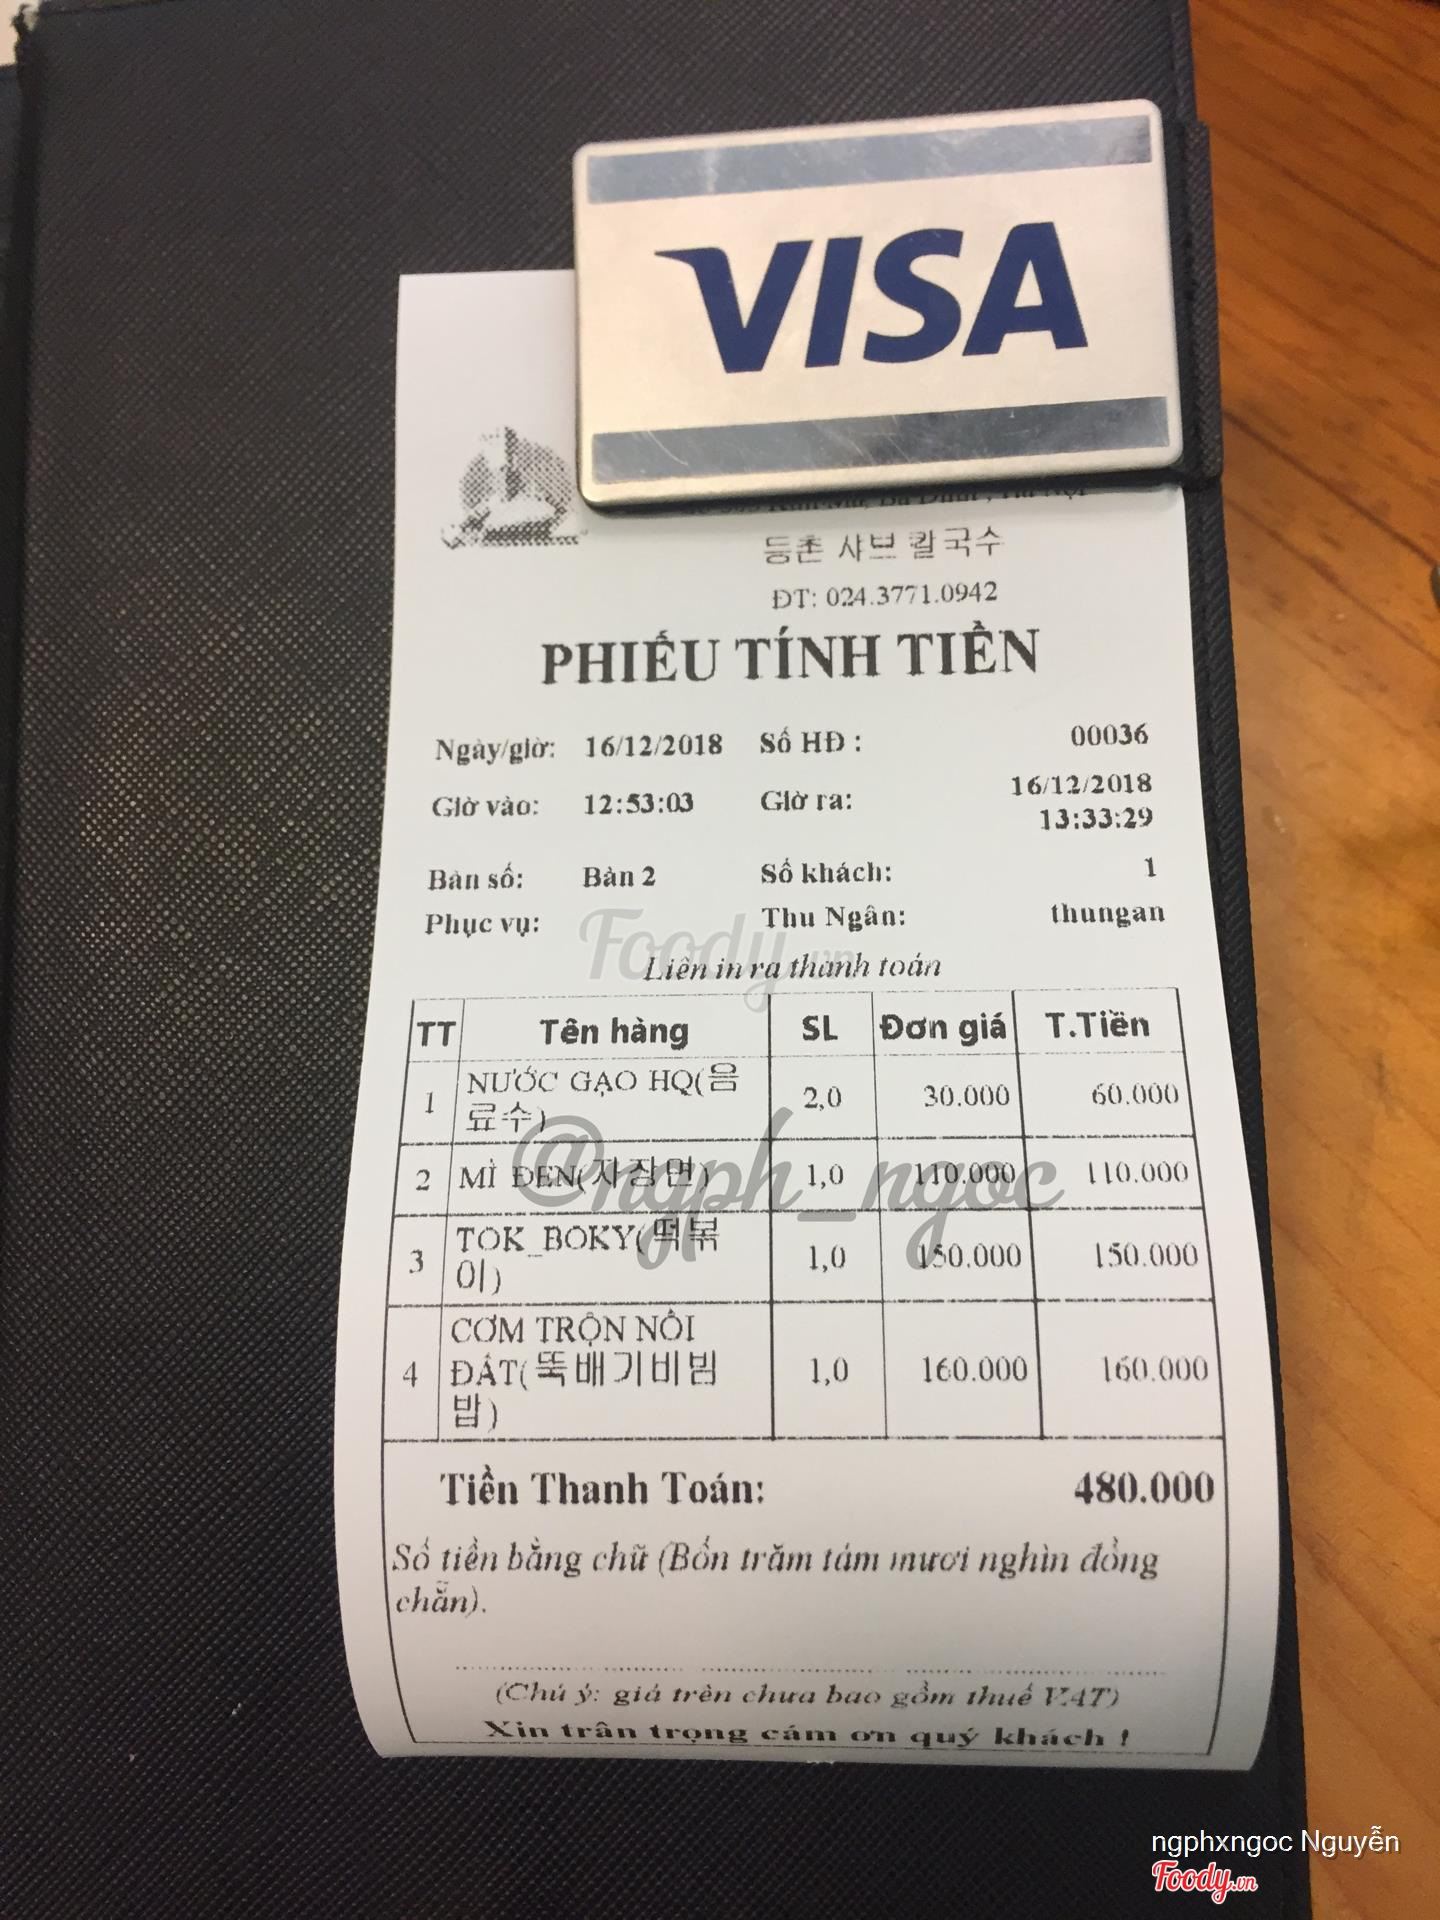 VISA
등촌 샤브 칼국수
ĐT: 024.3771.0942
PHIẾU TÍNH TIỀN
Ngày/giờ: 16/12/2018 Số HĐ : 00036
Giờ vào: 12:53:03 Giờ ra: 16/12/2018
13:33:29
Bàn số: Bàn 2 Số khách: 1
Phục vụ: Thu Ngân: thungan
Foody.vn
Liên in ra thanh toán
TT Tên hàng SL Đơn giá T.Tiền
1 NƯỚC GẠO HQ(음 2,0 30.000 60.000
료수)
@ngph_ngoc
2 MÌ ĐEN(자장면) 1,0 110.000 110.000
3 TOK_BOKY(떡볶 1,0 150.000 150.000
이)
CƠM TRỘN NỒI
4 ĐẤT(뚝배기비빔 1,0 160.000 160.000
밥)
Tiền Thanh Toán: 480.000
Số tiền bằng chữ (Bốn trăm tám mươi nghìn đồng
chẵn).
(Chú ý: giá trên chưa bao gồm thuế VAT)
Xin trân trọng cám ơn quý khách !
ngphxngoc Nguyễn
Foody.vn